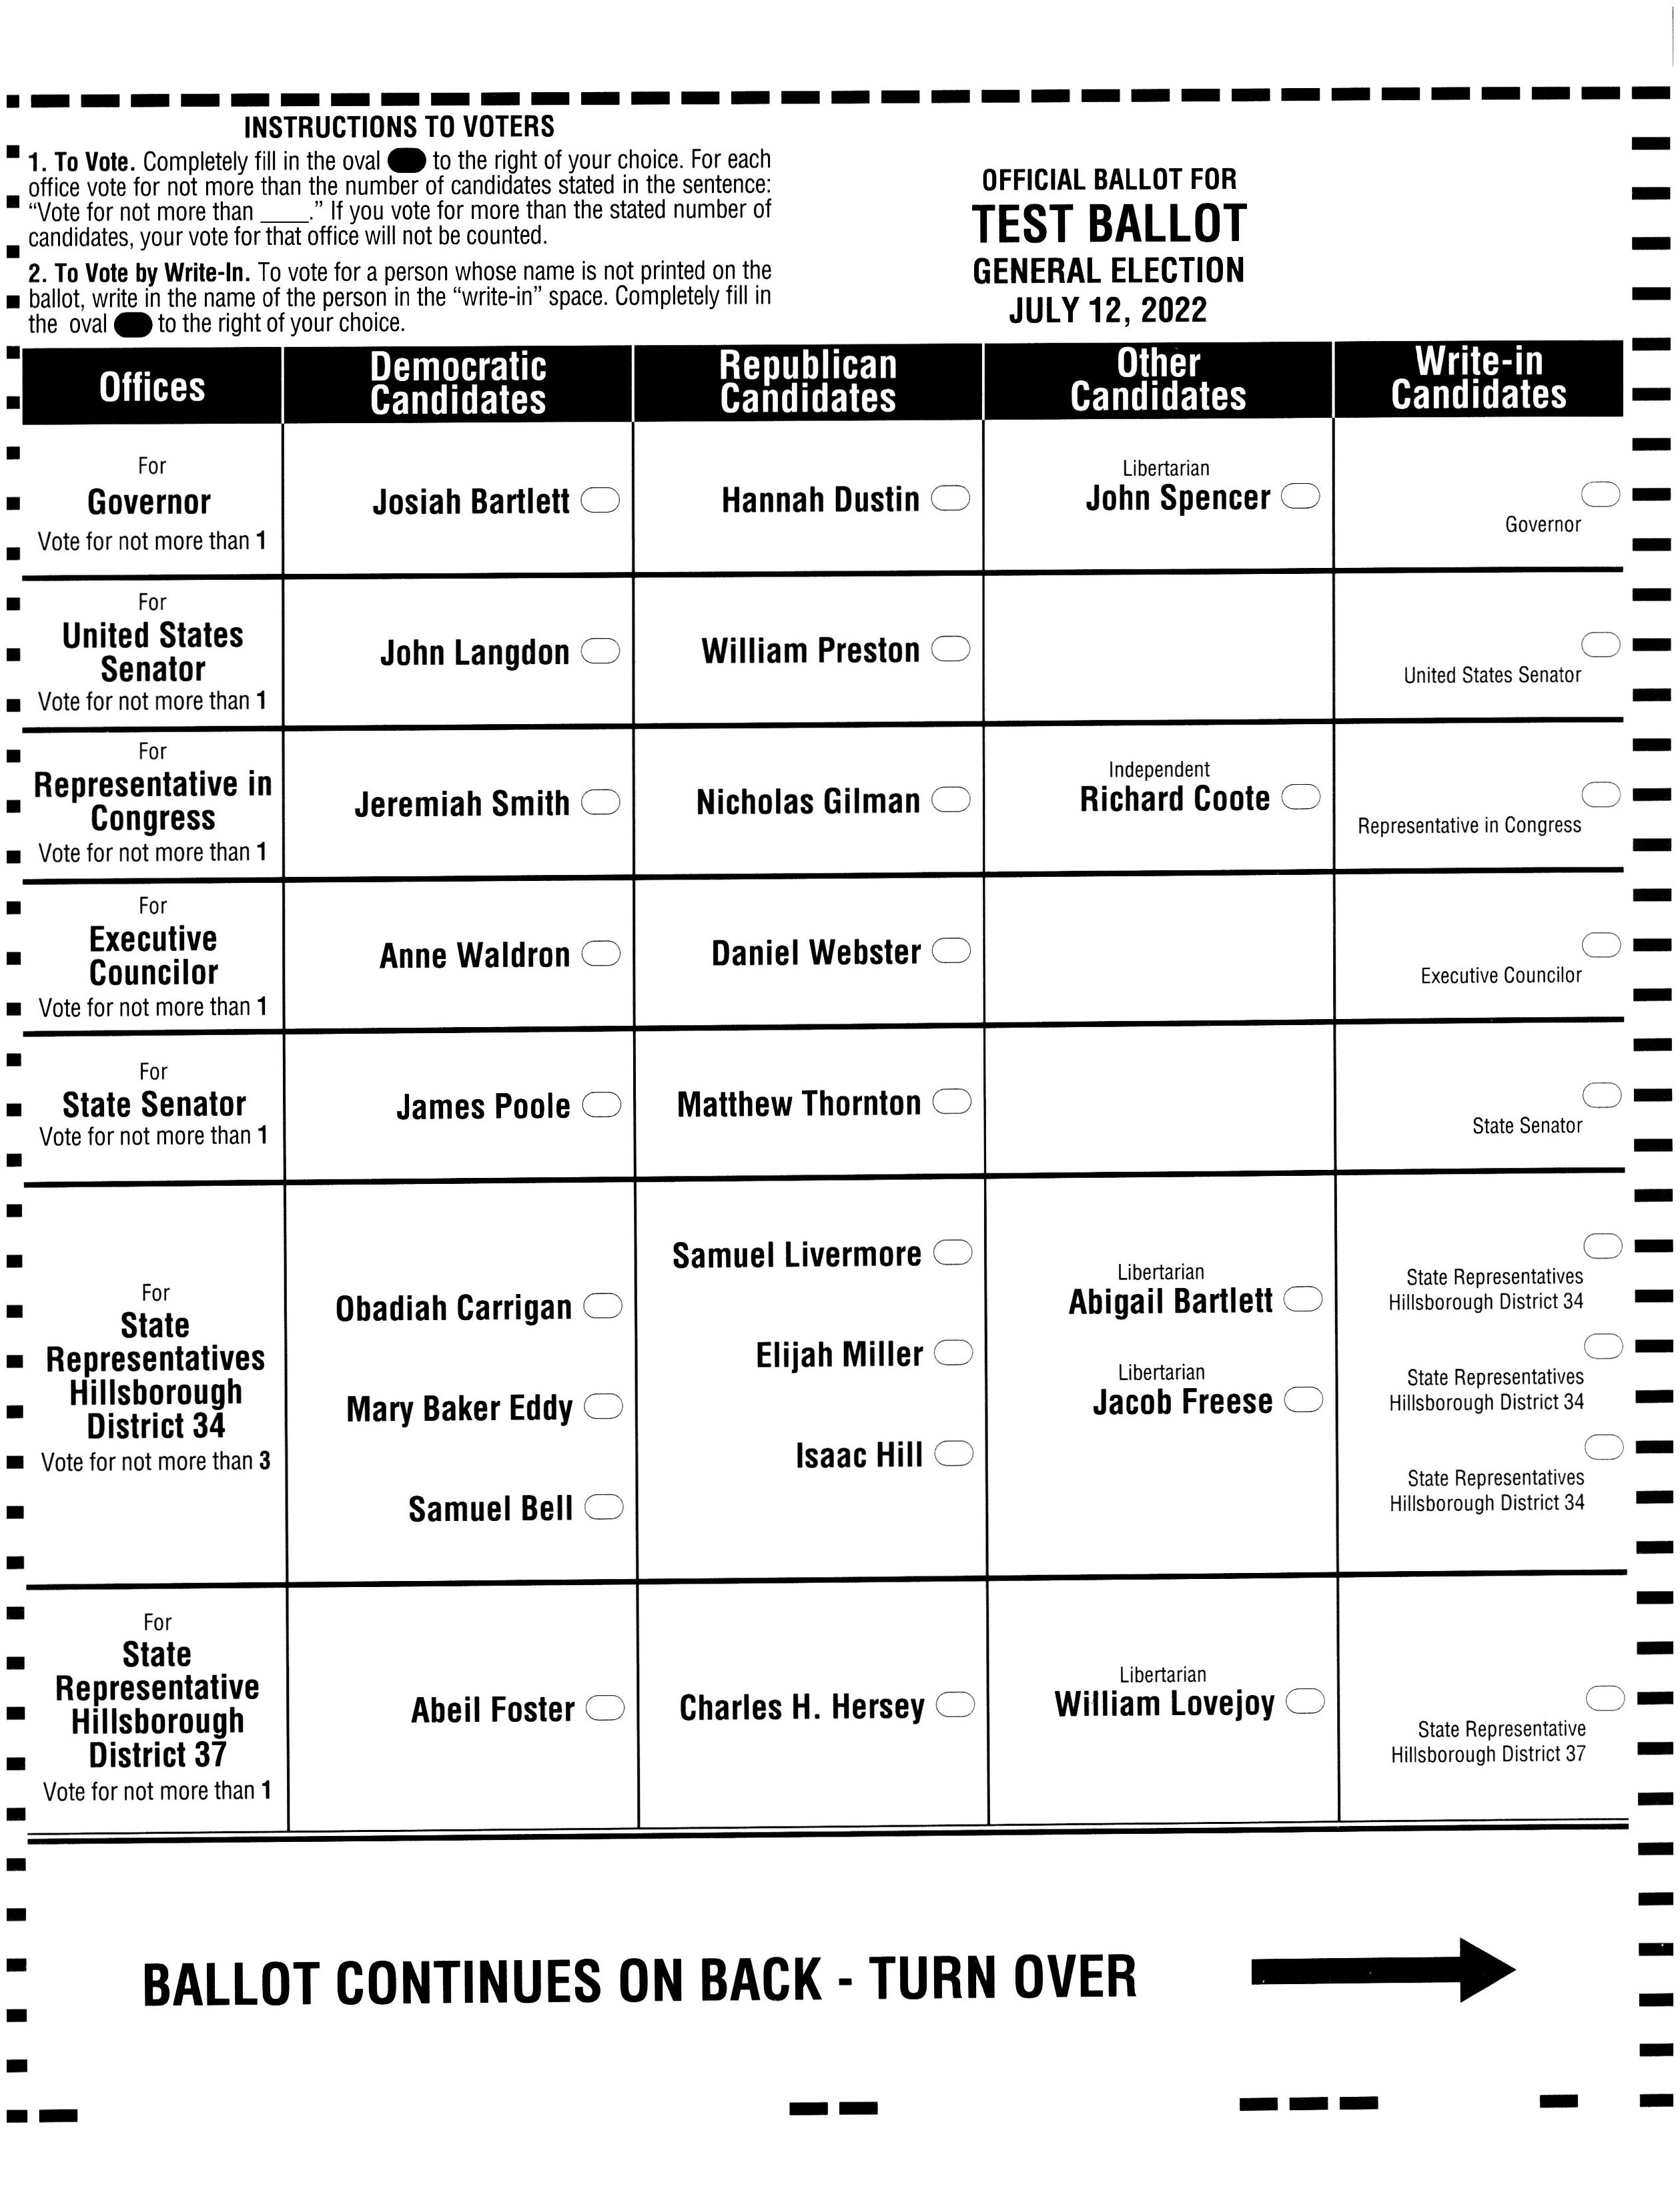 INSTRUCTIONS TO VOTERS
1. To Vote. Completely fill in the oval to the right of your choice. For each
office vote for not more than the number of candidates stated in the sentence:
“Vote for not more than ____.” If you vote for more than the stated number of
candidates, your vote for that office will not be counted.
2. To Vote by Write-In. To vote for a person whose name is not printed on the
ballot, write in the name of the person in the “write-in” space. Completely fill in
the oval to the right of your choice.
OFFICIAL BALLOT FOR
TEST BALLOT
GENERAL ELECTION
JULY 12, 2022
Offices
Democratic
Candidates
Republican
Candidates
Other
Candidates
Write-in
Candidates
For
Governor
Vote for not more than 1
Josiah Bartlett
Hannah Dustin
Libertarian
John Spencer
Governor
For
United States
Senator
Vote for not more than 1
John Langdon
William Preston
United States Senator
For
Representative in
Congress
Vote for not more than 1
Jeremiah Smith
Nicholas Gilman
Independent
Richard Coote
Representative in Congress
For
Executive
Councilor
Vote for not more than 1
Anne Waldron
Daniel Webster
Executive Councilor
For
State Senator
Vote for not more than 1
James Poole
Matthew Thornton
State Senator
For
State
Representatives
Hillsborough
District 34
Vote for not more than 3
Obadiah Carrigan
Mary Baker Eddy
Samuel Bell
Samuel Livermore
Elijah Miller
Isaac Hill
Libertarian
Abigail Bartlett
Libertarian
Jacob Freese
State Representatives
Hillsborough District 34
State Representatives
Hillsborough District 34
State Representatives
Hillsborough District 34
For
State
Representative
Hillsborough
District 37
Vote for not more than 1
Abeil Foster
Charles H. Hersey
Libertarian
William Lovejoy
State Representative
Hillsborough District 37
BALLOT CONTINUES ON BACK - TURN OVER